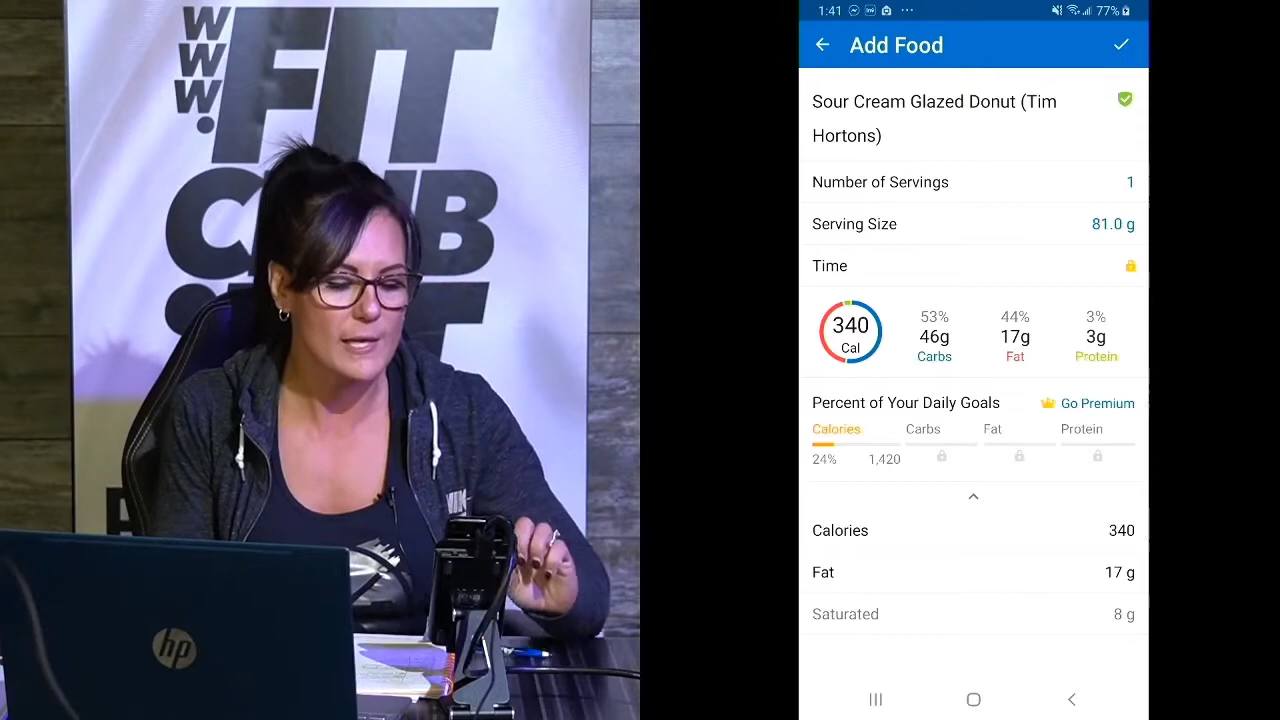 WWW.
FIT
CLUB
hp
1:41
77%
Add Food
Sour Cream Glazed Donut (Tim
Hortons)
Number of Servings 1
Serving Size 81.0 g
Time
340
Cal
53% 44% 3%
46g 17g 3g
Carbs Fat Protein
Percent of Your Daily Goals Go Premium
Calories Carbs Fat Protein
24% 1,420
Calories 340
Fat 17 g
Saturated 8 g